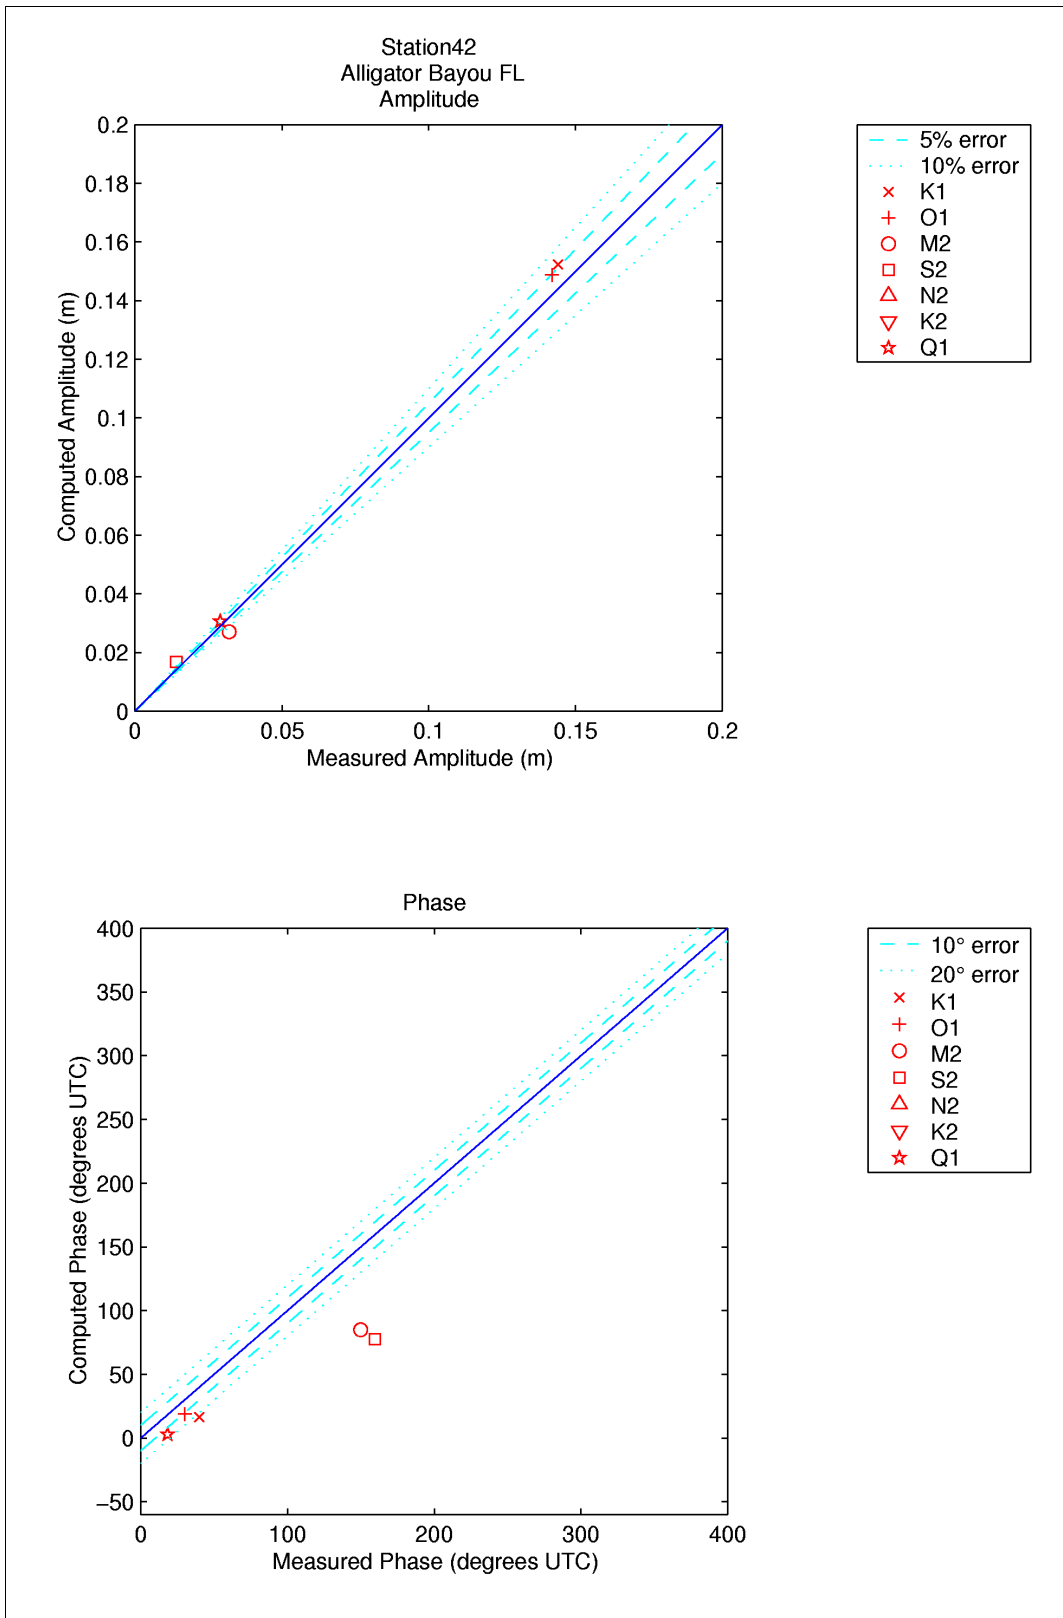 Station42
Alligator Bayou FL
Amplitude
0.2
0.18
0.16
0.14
0.12
0.1
0.08
0.06
0.04
0.02
0
Computed Amplitude (m)
0 0.05 0.1 0.15 0.2
Measured Amplitude (m)
5% error
10% error
K1
O1
M2
S2
N2
K2
Q1
Phase
400
350
300
250
200
150
100
50
0
−50
Computed Phase (degrees UTC)
0 100 200 300 400
Measured Phase (degrees UTC)
10° error
20° error
K1
O1
M2
S2
N2
K2
Q1